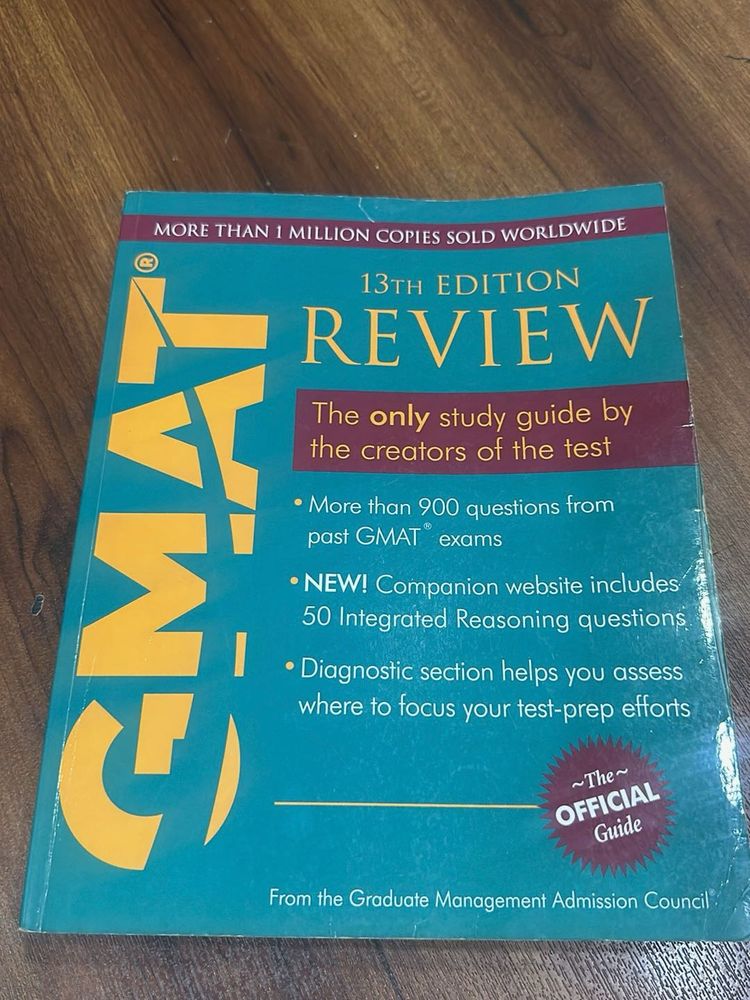 MORE THAN 1 MILLION COPIES SOLD WORLDWIDE
GMAT®
13TH EDITION
REVIEW
The only study guide by
the creators of the test
• More than 900 questions from
past GMAT® exams
• NEW! Companion website includes
50 Integrated Reasoning questions
• Diagnostic section helps you assess
where to focus your test-prep efforts
~The~
OFFICIAL
Guide
From the Graduate Management Admission Council